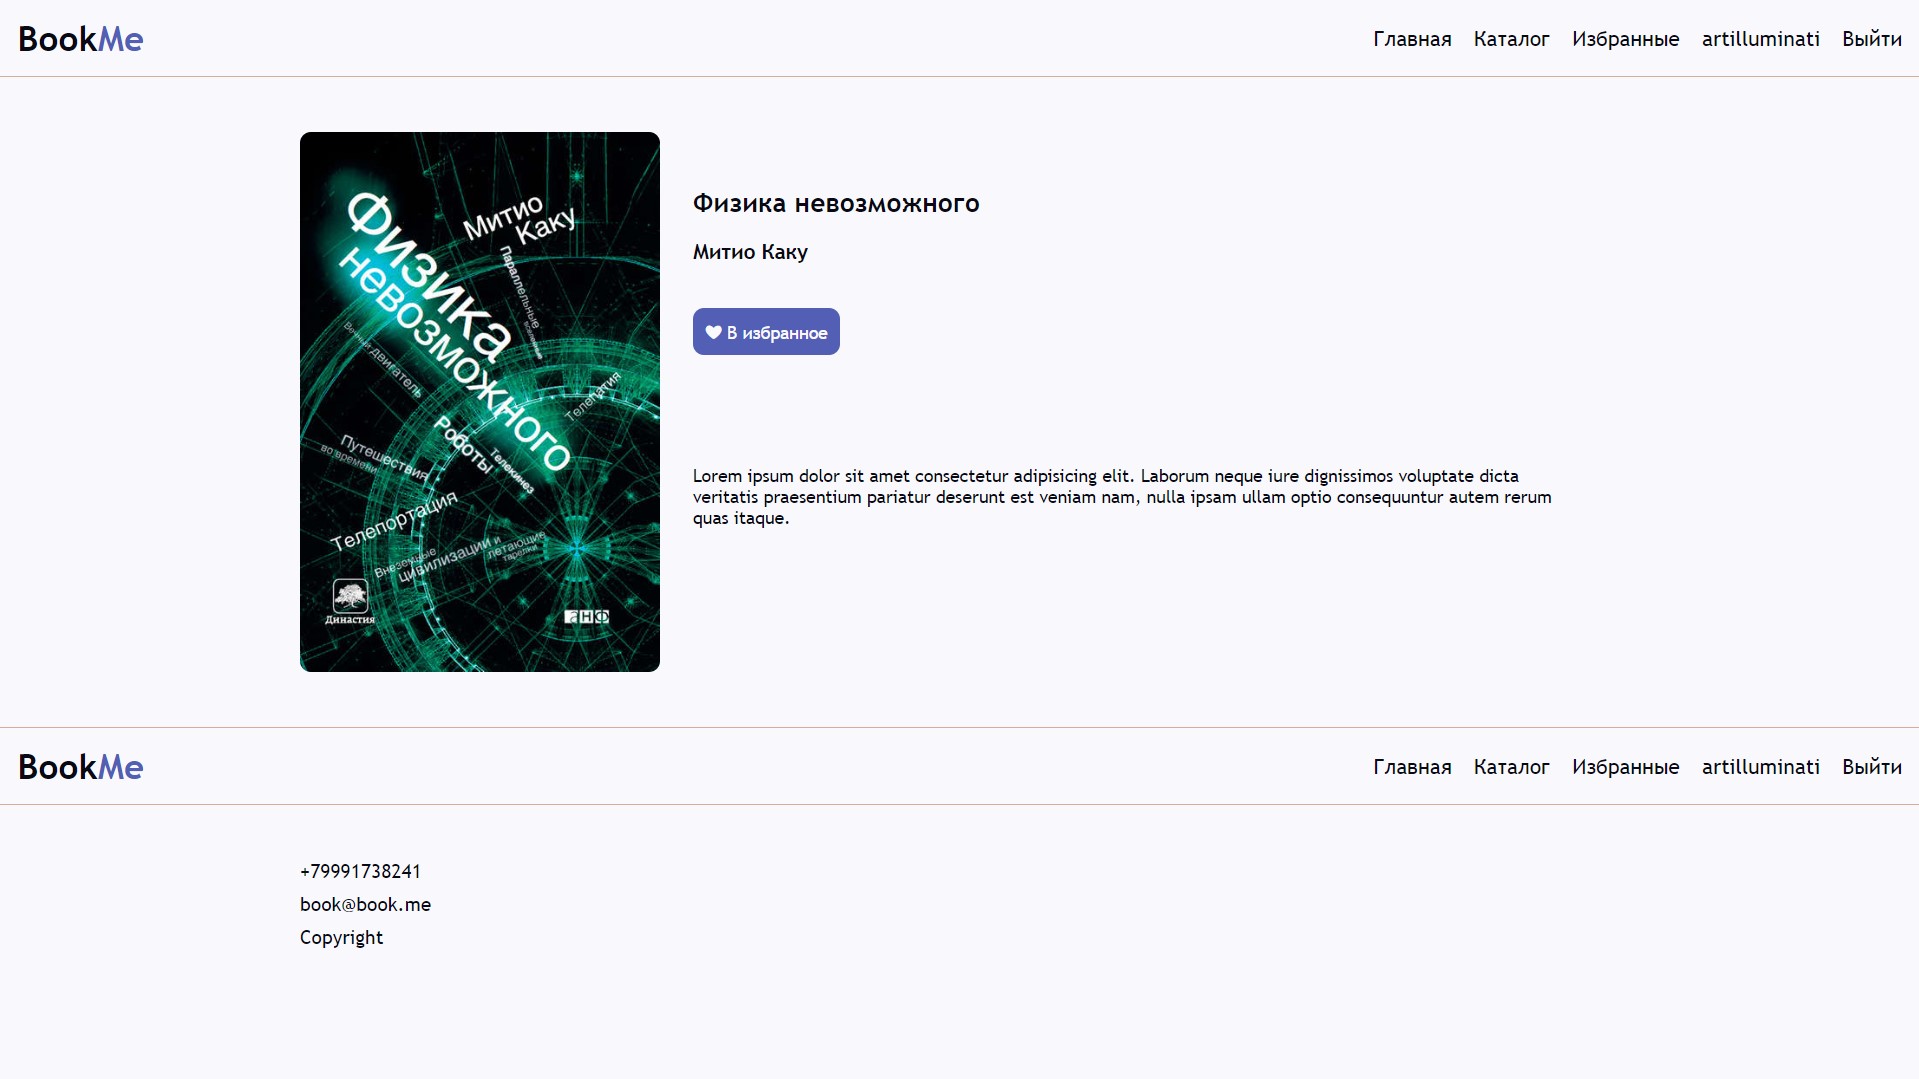 BookMe
Главная Каталог Избранные artilluminati Выйти
Физика
невозможного
Митио
Каку
Параллельные
вселенные
Вечный двигатель
Телепатия
Роботы
Телекинез
Путешествия
во времени
Телепортация
Внеземные
цивилизации и
летающие
тарелки
Династия
анф
Физика невозможного
Митио Каку
В избранное
Lorem ipsum dolor sit amet consectetur adipisicing elit. Laborum neque iure dignissimos voluptate dicta
veritatis praesentium pariatur deserunt est veniam nam, nulla ipsam ullam optio consequuntur autem rerum
quas itaque.
BookMe
Главная Каталог Избранные artilluminati Выйти
+79991738241
book@book.me
Copyright